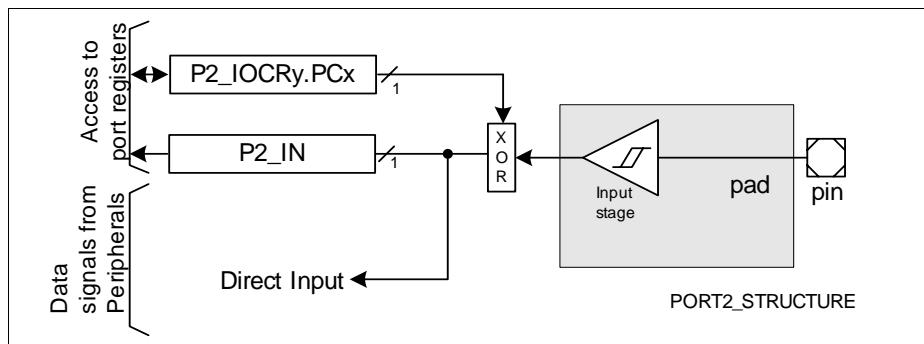 Access to
port registers
P2_IOCRy.PCx
1
P2_IN
1
X
O
R
Input
stage
pad
pin
Data
signals from
Peripherals
Direct Input
PORT2_STRUCTURE